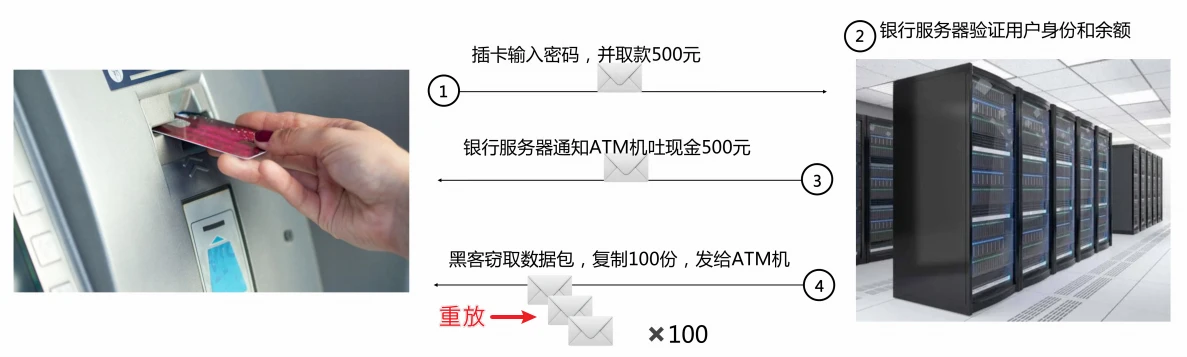 ② 银行服务器验证用户身份和余额
插卡输入密码，并取款500元
①
银行服务器通知ATM机吐现金500元
③
黑客窃取数据包，复制100份，发给ATM机
④
重放
×100